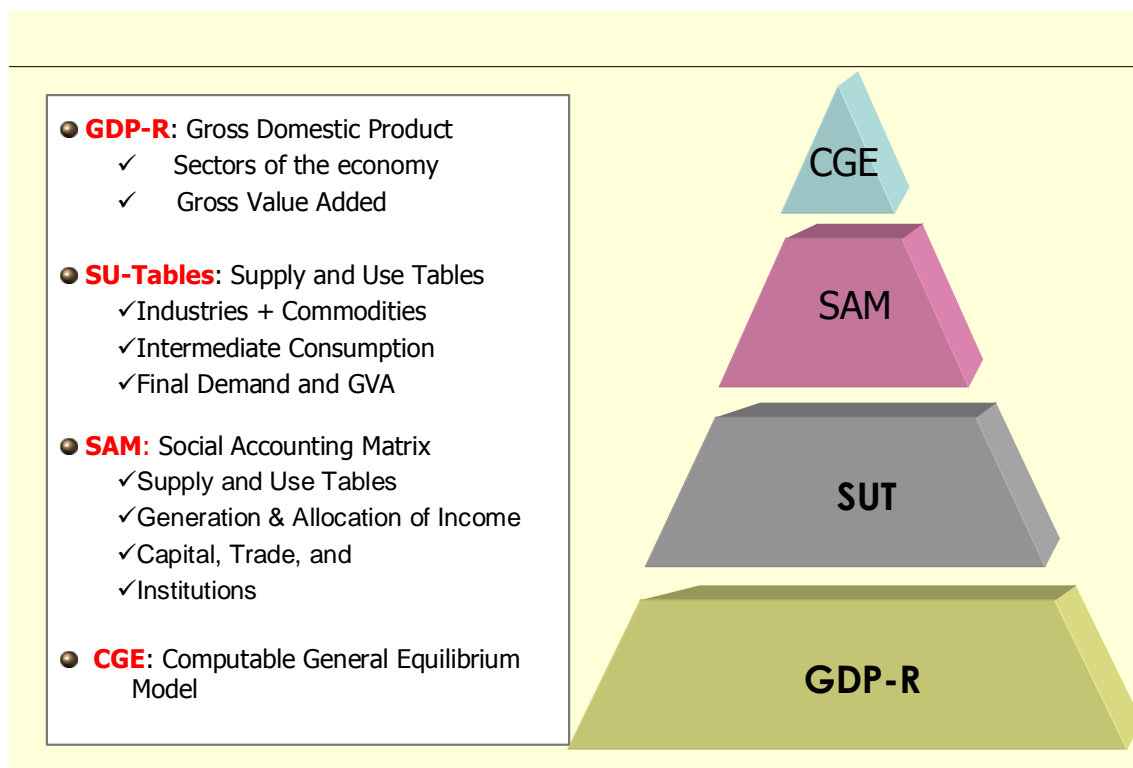 GDP-R: Gross Domestic Product
✓ Sectors of the economy
✓ Gross Value Added
SU-Tables: Supply and Use Tables
✓Industries + Commodities
✓Intermediate Consumption
✓Final Demand and GVA
SAM: Social Accounting Matrix
✓Supply and Use Tables
✓Generation & Allocation of Income
✓Capital, Trade, and
✓Institutions
CGE: Computable General Equilibrium
Model
CGE
SAM
SUT
GDP-R